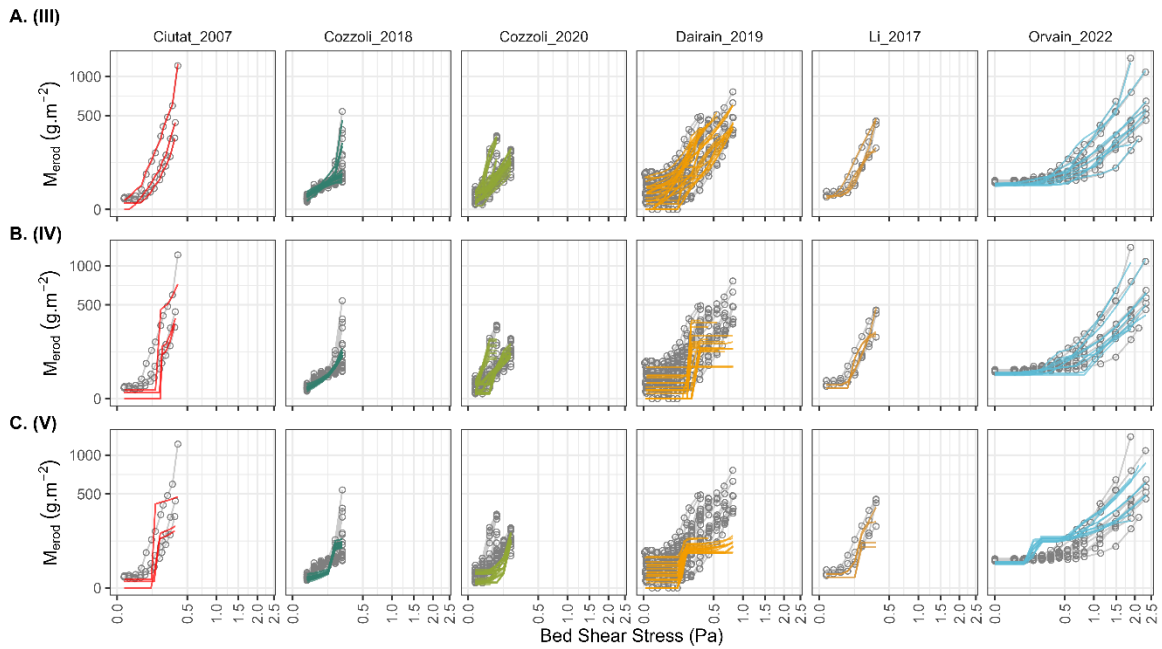 A. (III)
Ciutat_2007 Cozzoli_2018 Cozzoli_2020 Dairain_2019 Li_2017 Orvain_2022
Merod (g.m⁻²)
1000
500
0
B. (IV)
Merod (g.m⁻²)
1000
500
0
C. (V)
Merod (g.m⁻²)
1000
500
0
0.0 0.5 1.0 1.5 2.0 2.5 0.0 0.5 1.0 1.5 2.0 2.5 0.0 0.5 1.0 1.5 2.0 2.5 0.0 0.5 1.0 1.5 2.0 2.5 0.0 0.5 1.0 1.5 2.0 2.5 0.0 0.5 1.0 1.5 2.0 2.5
Bed Shear Stress (Pa)